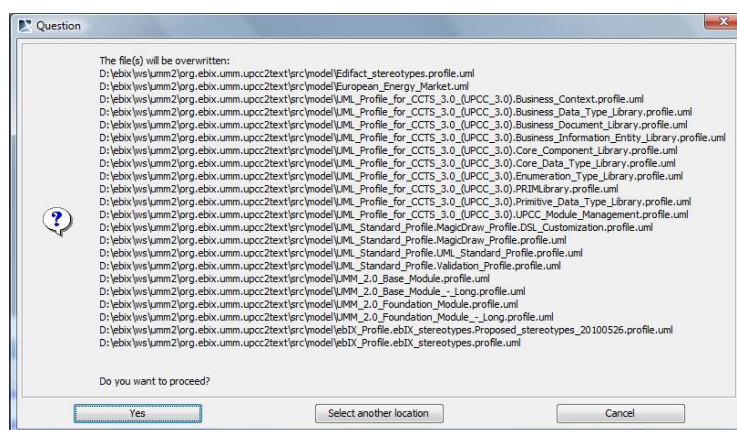 Question
The file(s) will be overwritten:
D:\ebix\ws\umm2\org.ebix.umm.upcc2text\src\model\Edifact_stereotypes.profile.uml
D:\ebix\ws\umm2\org.ebix.umm.upcc2text\src\model\European_Energy_Market.uml
D:\ebix\ws\umm2\org.ebix.umm.upcc2text\src\model\UML_Profile_for_CCTS_3.0_(UPCC_3.0).Business_Context.profile.uml
D:\ebix\ws\umm2\org.ebix.umm.upcc2text\src\model\UML_Profile_for_CCTS_3.0_(UPCC_3.0).Business_Data_Type_Library.profile.uml
D:\ebix\ws\umm2\org.ebix.umm.upcc2text\src\model\UML_Profile_for_CCTS_3.0_(UPCC_3.0).Business_Document_Library.profile.uml
D:\ebix\ws\umm2\org.ebix.umm.upcc2text\src\model\UML_Profile_for_CCTS_3.0_(UPCC_3.0).Business_Information_Entity_Library.profile.uml
D:\ebix\ws\umm2\org.ebix.umm.upcc2text\src\model\UML_Profile_for_CCTS_3.0_(UPCC_3.0).Core_Component_Library.profile.uml
D:\ebix\ws\umm2\org.ebix.umm.upcc2text\src\model\UML_Profile_for_CCTS_3.0_(UPCC_3.0).Core_Data_Type_Library.profile.uml
D:\ebix\ws\umm2\org.ebix.umm.upcc2text\src\model\UML_Profile_for_CCTS_3.0_(UPCC_3.0).Enumeration_Type_Library.profile.uml
D:\ebix\ws\umm2\org.ebix.umm.upcc2text\src\model\UML_Profile_for_CCTS_3.0_(UPCC_3.0).PRIMLibrary.profile.uml
D:\ebix\ws\umm2\org.ebix.umm.upcc2text\src\model\UML_Profile_for_CCTS_3.0_(UPCC_3.0).Primitive_Data_Type_Library.profile.uml
D:\ebix\ws\umm2\org.ebix.umm.upcc2text\src\model\UML_Profile_for_CCTS_3.0_(UPCC_3.0).UPCC_Module_Management.profile.uml
D:\ebix\ws\umm2\org.ebix.umm.upcc2text\src\model\UML_Standard_Profile.MagicDraw_Profile.DSL_Customization.profile.uml
D:\ebix\ws\umm2\org.ebix.umm.upcc2text\src\model\UML_Standard_Profile.MagicDraw_Profile.profile.uml
D:\ebix\ws\umm2\org.ebix.umm.upcc2text\src\model\UML_Standard_Profile.UML_Standard_Profile.profile.uml
D:\ebix\ws\umm2\org.ebix.umm.upcc2text\src\model\UML_Standard_Profile.Validation_Profile.profile.uml
D:\ebix\ws\umm2\org.ebix.umm.upcc2text\src\model\UMM_2.0_Base_Module.profile.uml
D:\ebix\ws\umm2\org.ebix.umm.upcc2text\src\model\UMM_2.0_Base_Module_-_Long.profile.uml
D:\ebix\ws\umm2\org.ebix.umm.upcc2text\src\model\UMM_2.0_Foundation_Module.profile.uml
D:\ebix\ws\umm2\org.ebix.umm.upcc2text\src\model\UMM_2.0_Foundation_Module_-_Long.profile.uml
D:\ebix\ws\umm2\org.ebix.umm.upcc2text\src\model\ebIX_Profile.ebIX_stereotypes.Proposed_stereotypes_20100526.profile.uml
D:\ebix\ws\umm2\org.ebix.umm.upcc2text\src\model\ebIX_Profile.ebIX_stereotypes.profile.uml
Do you want to proceed?
Yes
Select another location
Cancel